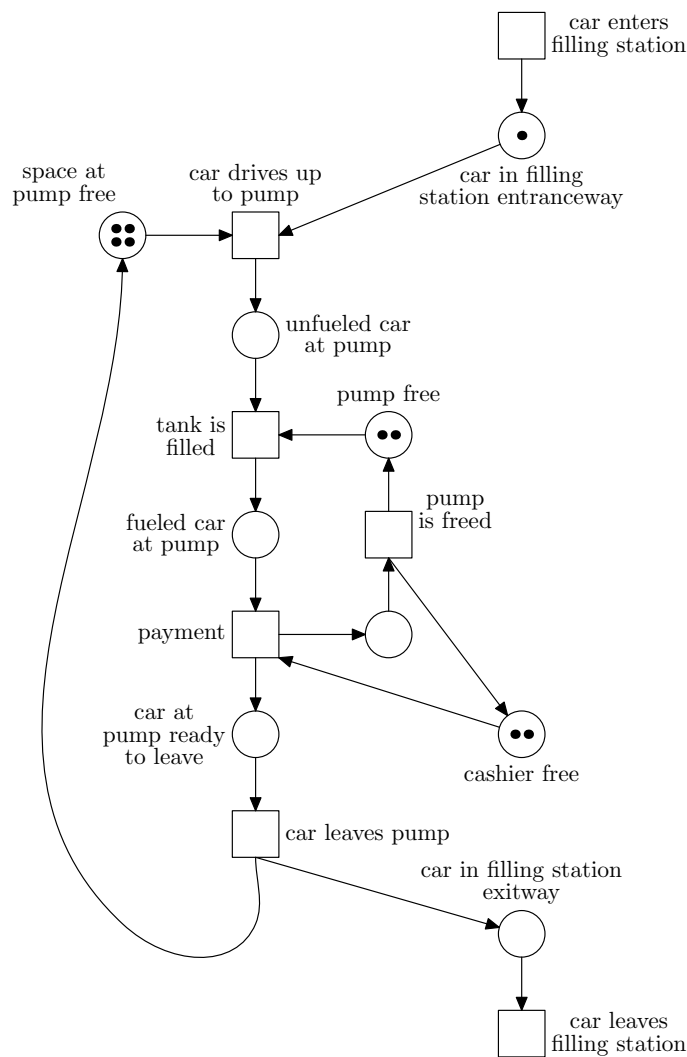 car enters
filling station
car in filling
station entranceway
space at
pump free
car drives up
to pump
unfueled car
at pump
pump free
tank is
filled
pump
is freed
fueled car
at pump
payment
car at
pump ready
to leave
cashier free
car leaves pump
car in filling station
exitway
car leaves
filling station